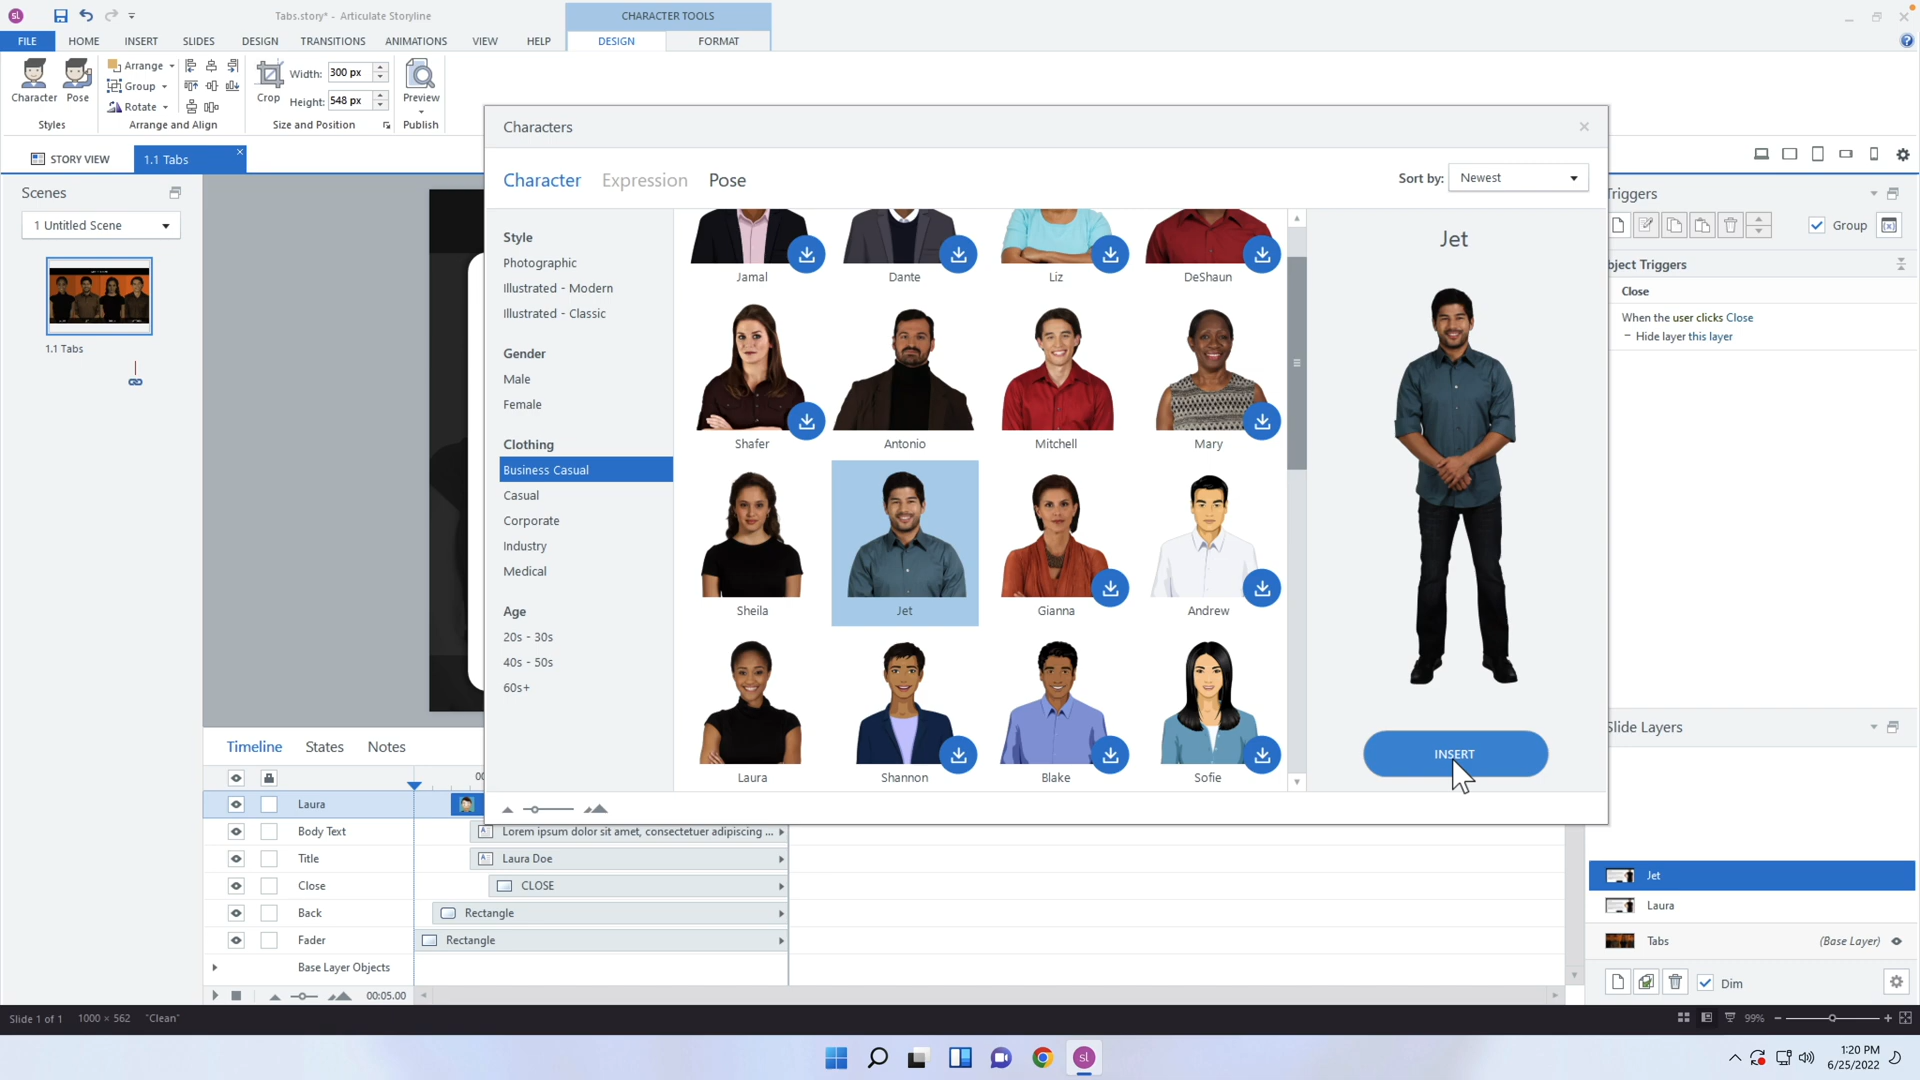 sl
Tabs.story* - Articulate Storyline
CHARACTER TOOLS
FILE HOME INSERT SLIDES DESIGN TRANSITIONS ANIMATIONS VIEW HELP DESIGN FORMAT
Arrange
Group
Rotate
Character
Pose
Crop
Width: 300 px
Height: 548 px
Preview
Styles
Arrange and Align
Size and Position
Publish
STORY VIEW
1.1 Tabs
Scenes
1 Untitled Scene
1.1 Tabs
Characters
Character Expression Pose
Sort by: Newest
Style
Photographic
Illustrated - Modern
Illustrated - Classic
Gender
Male
Female
Clothing
Business Casual
Casual
Corporate
Industry
Medical
Age
20s - 30s
40s - 50s
60s+
Jamal Dante Liz DeShaun
Shafer Antonio Mitchell Mary
Sheila Jet Gianna Andrew
Laura Shannon Blake Sofie
Jet
INSERT
Triggers
Group
bject Triggers
Close
When the user clicks Close
– Hide layer this layer
Slide Layers
Jet
Laura
Tabs (Base Layer)
Dim
Timeline States Notes
00
Laura
Body Text Lorem ipsum dolor sit amet, consectetuer adipiscing ...
Title Laura Doe
Close CLOSE
Back Rectangle
Fader Rectangle
Base Layer Objects
00:05.00
Slide 1 of 1 1000 × 562 "Clean"
99%
sl
1:20 PM
6/25/2022